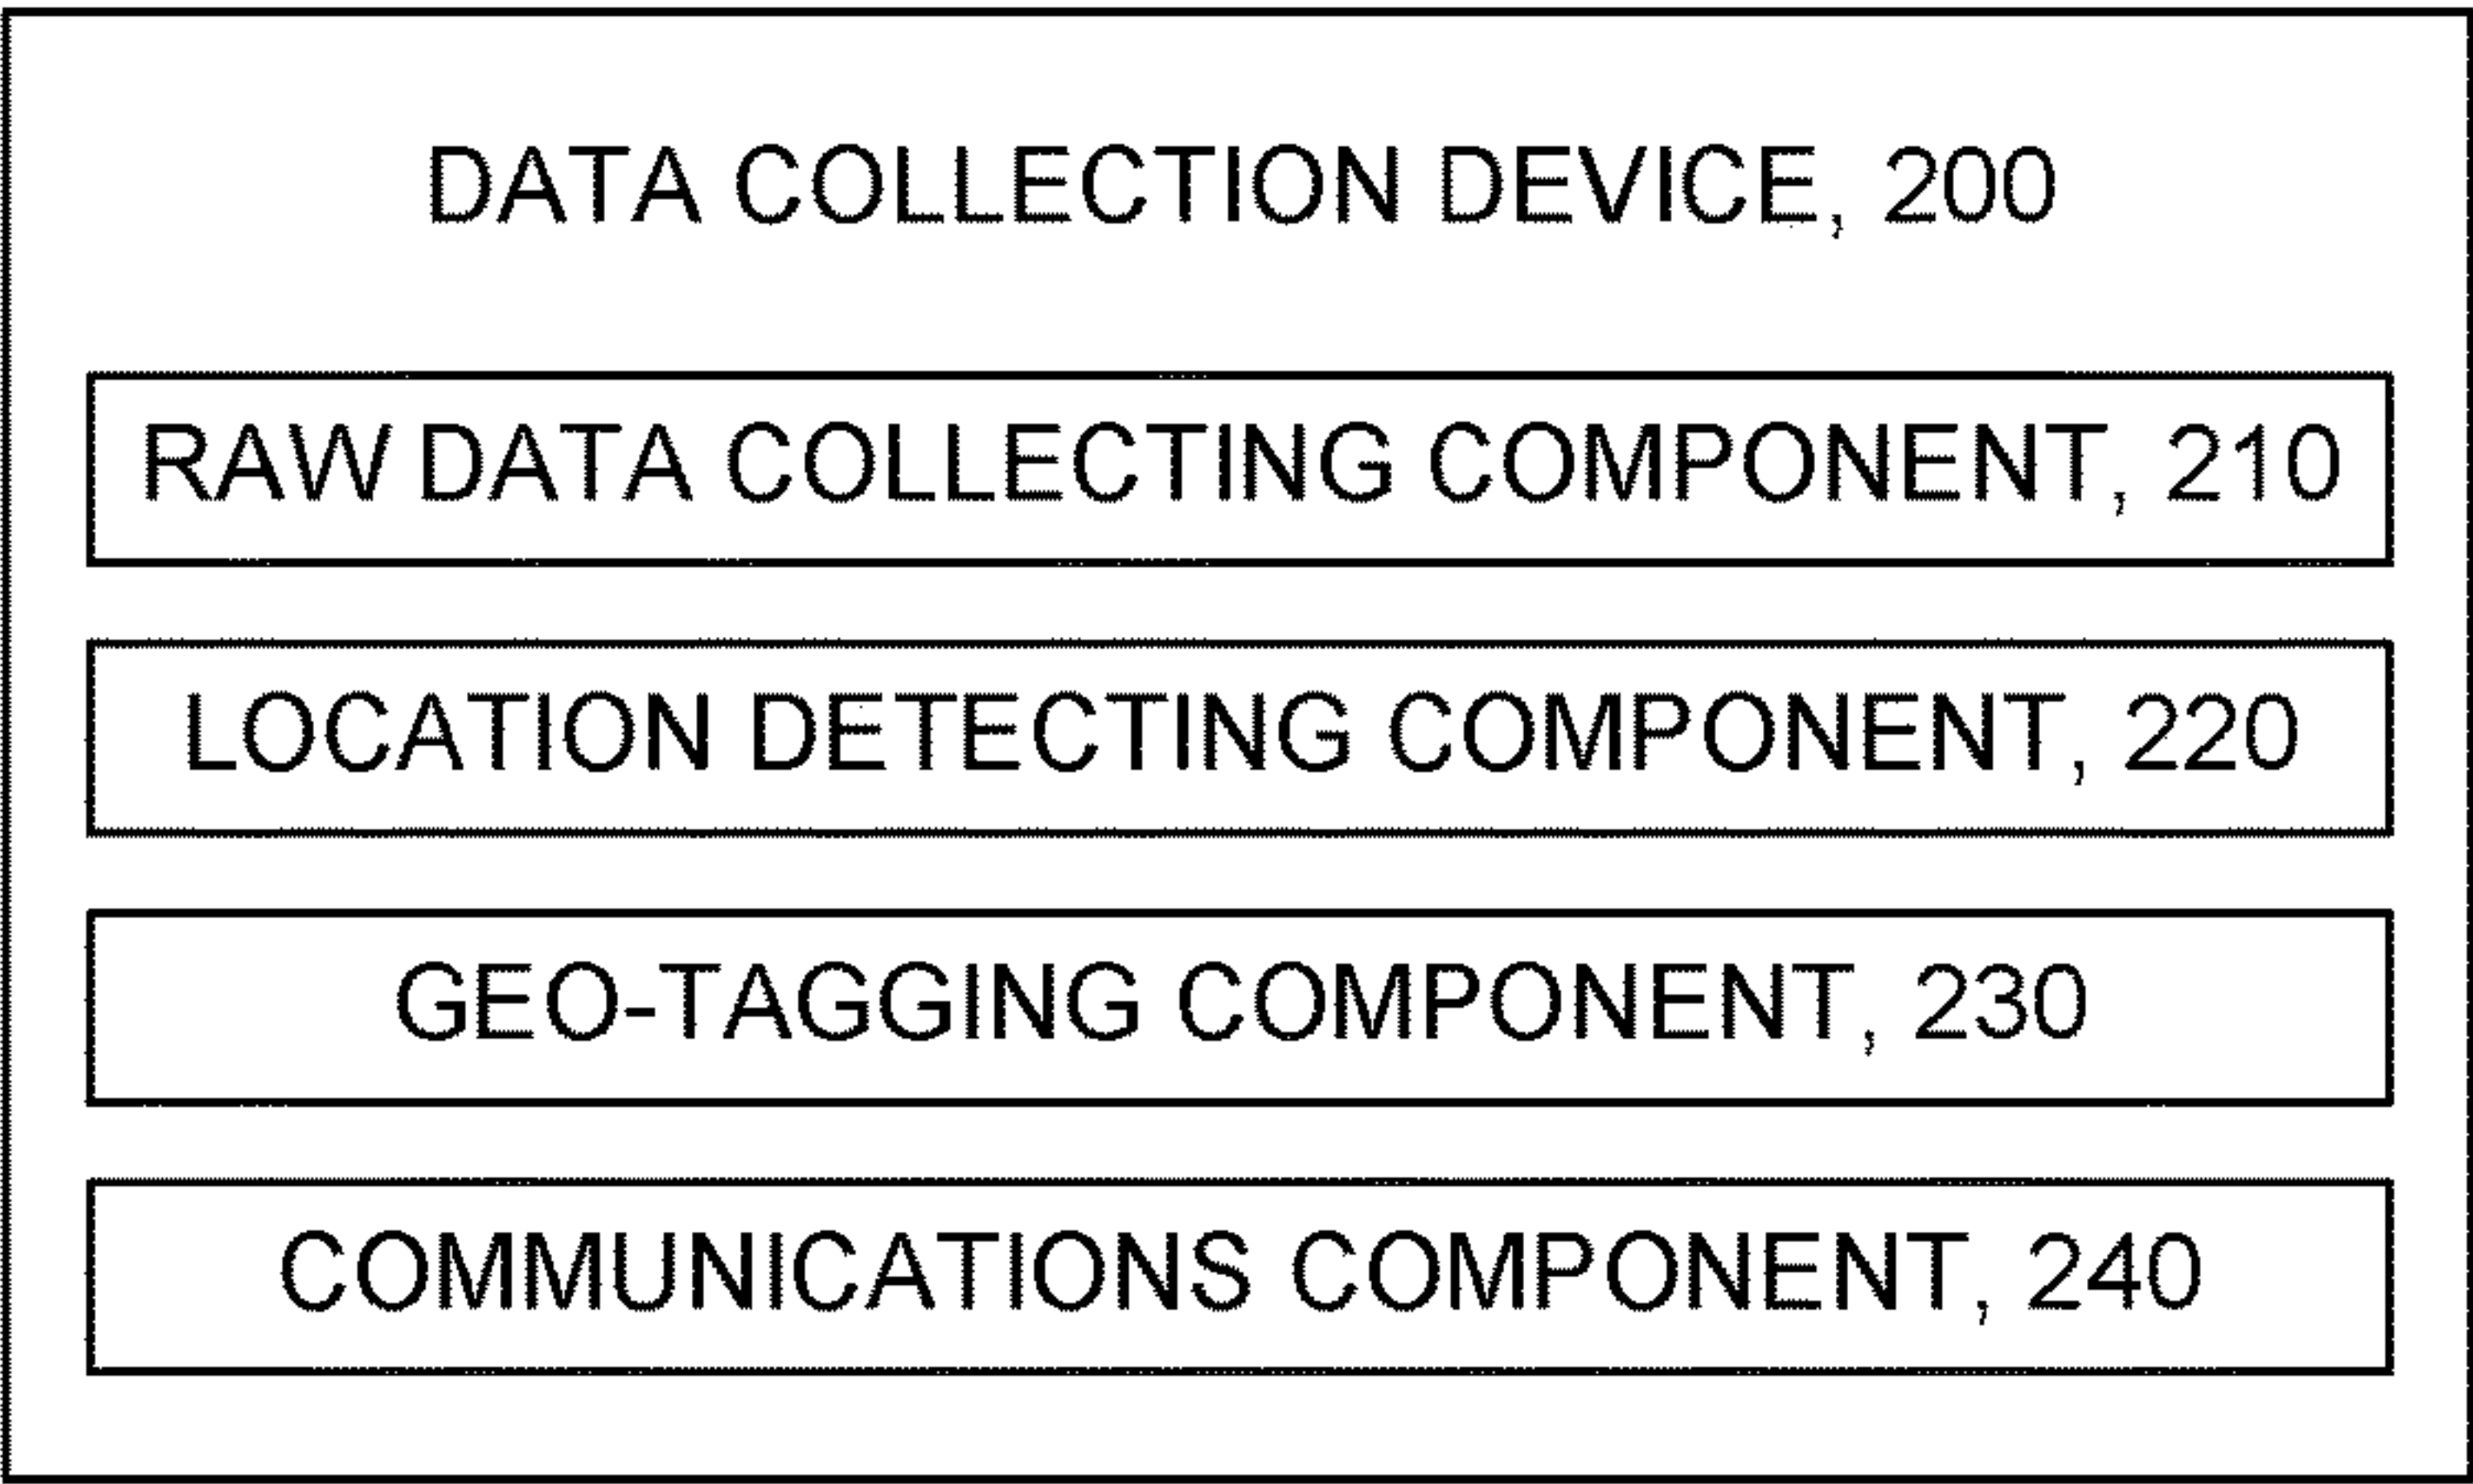 DATA COLLECTION DEVICE, 200
RAW DATA COLLECTING COMPONENT, 210
LOCATION DETECTING COMPONENT, 220
GEO-TAGGING COMPONENT, 230
COMMUNICATIONS COMPONENT, 240